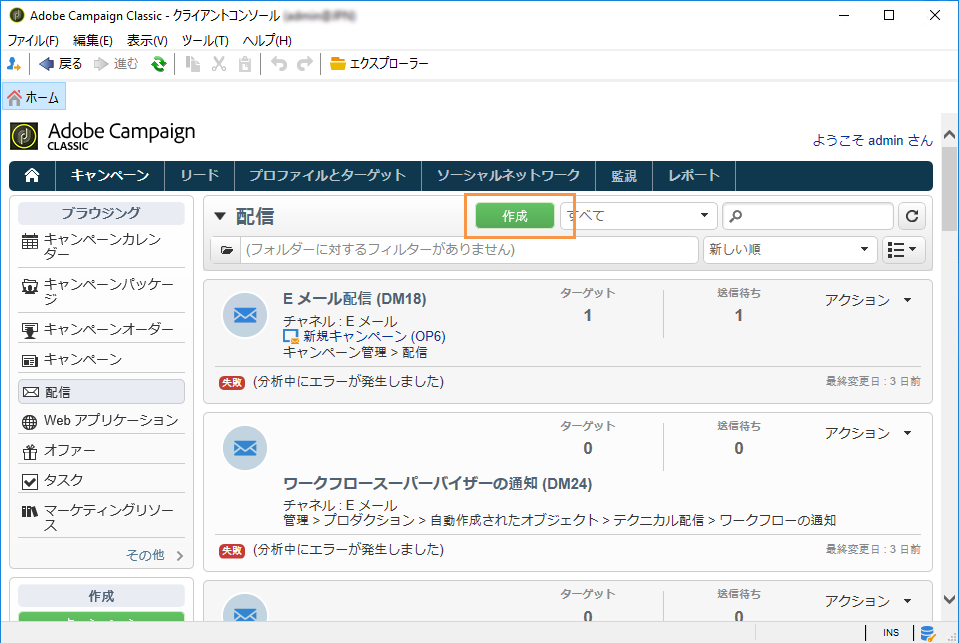 Adobe Campaign Classic - クライアントコンソール
ファイル(F) 編集(E) 表示(V) ツール(T) ヘルプ(H)
戻る 進む エクスプローラー
ホーム
Adobe Campaign
CLASSIC
ようこそ admin さん
キャンペーン リード プロファイルとターゲット ソーシャルネットワーク 監視 レポート
ブラウジング
キャンペーンカレン
ダー
キャンペーンパッケー
ジ
キャンペーンオーダー
キャンペーン
配信
Web アプリケーション
オファー
タスク
マーケティングリソー
ス
その他
作成
配信 作成 すべて
(フォルダーに対するフィルターがありません) 新しい順
E メール配信 (DM18) ターゲット 送信待ち アクション
1 1
チャネル : E メール
新規キャンペーン (OP6)
キャンペーン管理 > 配信
失敗 (分析中にエラーが発生しました) 最終変更日 : 3 日前
ターゲット 送信待ち アクション
0 0
ワークフロースーパーバイザーの通知 (DM24)
チャネル : E メール
管理 > プロダクション > 自動作成されたオブジェクト > テクニカル配信 > ワークフローの通知
失敗 (分析中にエラーが発生しました) 最終変更日 : 3 日前
ターゲット 送信待ち アクション
0 0
INS